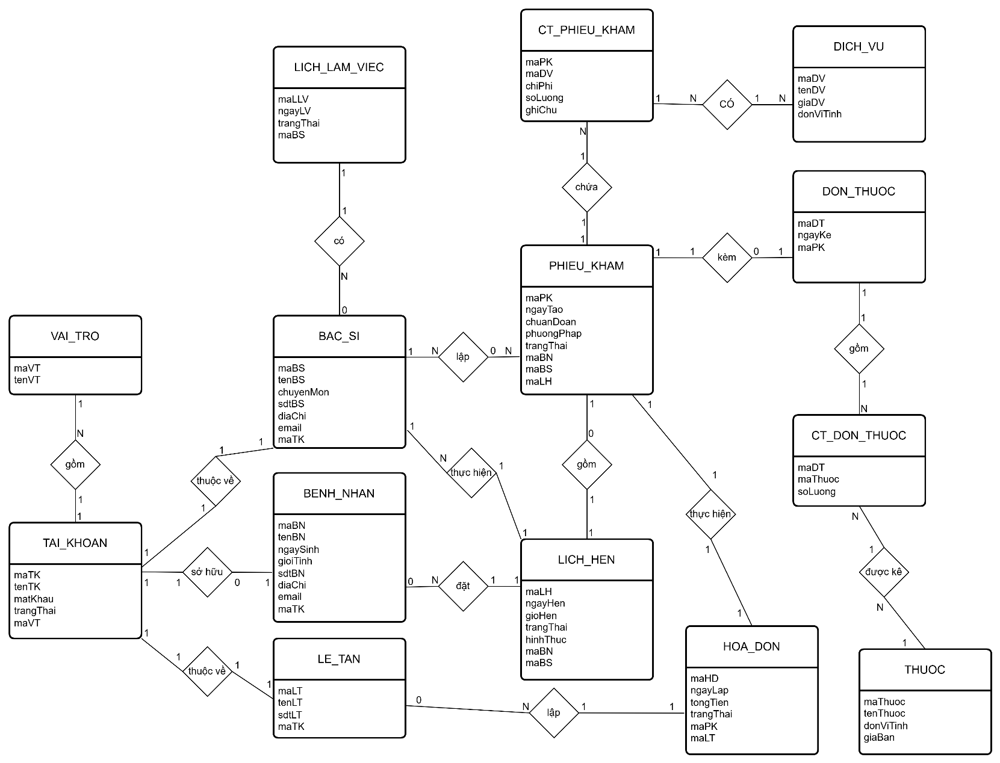 CT_PHIEU_KHAM
maPK
maDV
chiPhi
soLuong
ghiChu
DICH_VU
maDV
tenDV
giaDV
donViTinh
LICH_LAM_VIEC
maLLV
ngayLV
trangThai
maBS
1 N CÓ 1 N
N
1
chứa
1
1
1
1
có
N
0
DON_THUOC
maDT
ngayKe
maPK
PHIEU_KHAM
maPK
ngayTao
chuanDoan
phuongPhap
trangThai
maBN
maBS
maLH
1 1 kèm 0 1
1
1
gồm
1
N
VAI_TRO
maVT
tenVT
BAC_SI
maBS
tenBS
chuyenMon
sdtBS
diaChi
email
maTK
1 N lập 0 N
1
N
gồm
1
1
1
1
thuộc về
1
1
1
N
thực hiện
1
1
1
0
gồm
1
1
1
1
thực hiện
1
1
CT_DON_THUOC
maDT
maThuoc
soLuong
N
1
được kê
N
1
TAI_KHOAN
maTK
tenTK
matKhau
trangThai
maVT
1 1 sở hữu 0 1
BENH_NHAN
maBN
tenBN
ngaySinh
gioiTinh
sdtBN
diaChi
email
maTK
0 N đặt 1 1
LICH_HEN
maLH
ngayHen
gioHen
trangThai
hinhThuc
maBN
maBS
1
1
thuộc về
1
1
LE_TAN
maLT
tenLT
sdtLT
maTK
0 N lập 1 1
HOA_DON
maHD
ngayLap
tongTien
trangThai
maPK
maLT
THUOC
maThuoc
tenThuoc
donViTinh
giaBan